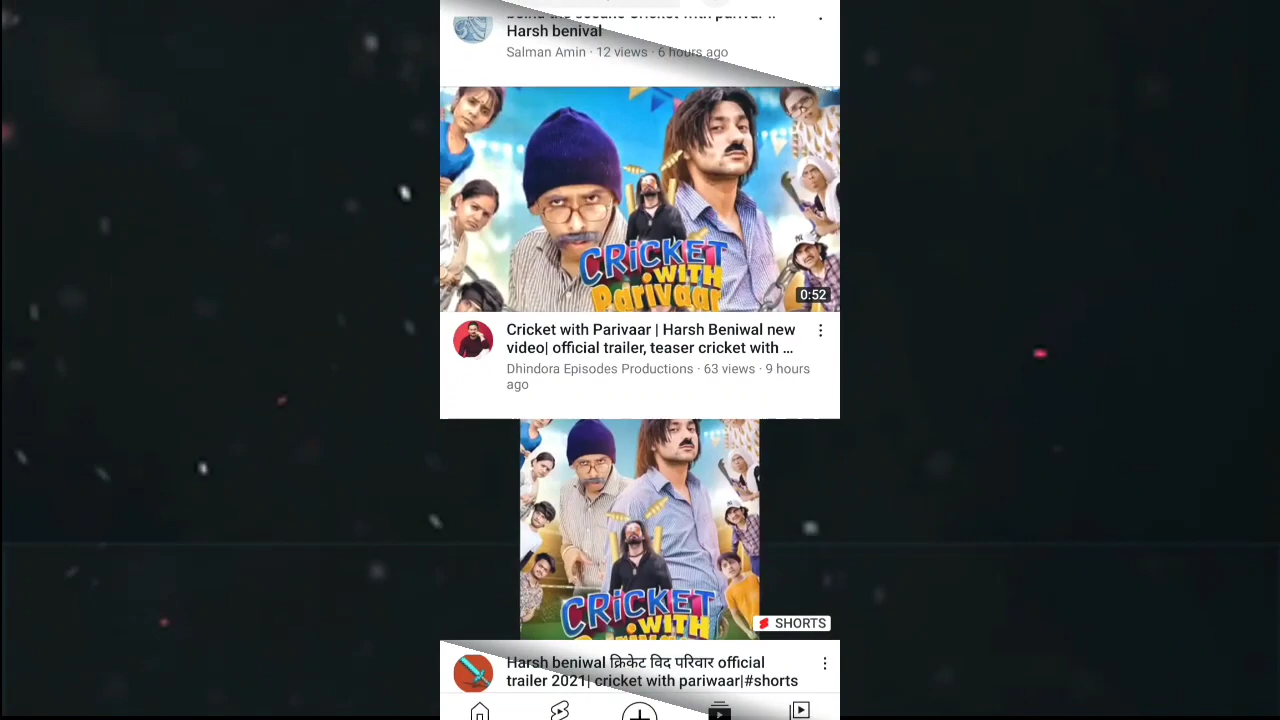 Harsh benival
Salman Amin · 12 views · 6 hours ago
CRiCKET
WiTH
Parivaar
0:52
Cricket with Parivaar | Harsh Beniwal new
video| official trailer, teaser cricket with ...
Dhindora Episodes Productions · 63 views · 9 hours
ago
CRiCKET
WiTH
SHORTS
Harsh beniwal क्रिकेट विद परिवार official
trailer 2021| cricket with pariwaar|#shorts